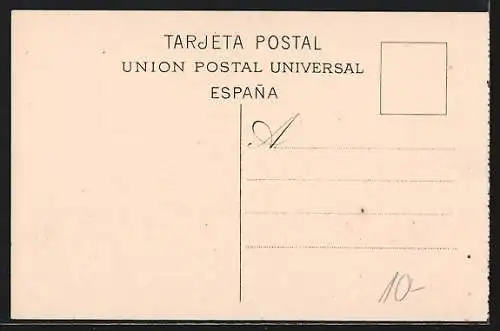 TARJETA POSTAL
UNION POSTAL UNIVERSAL
ESPAÑA
A
10-